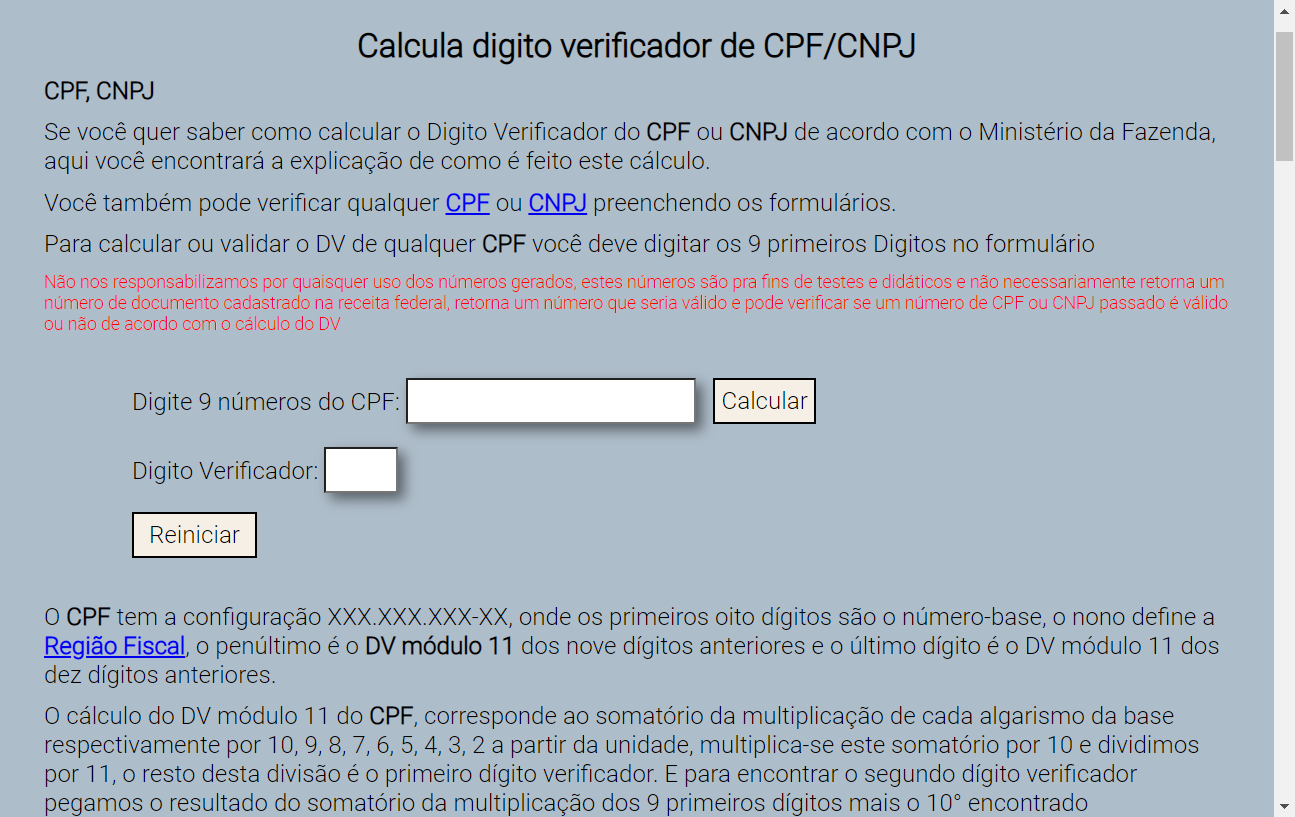 Calcula digito verificador de CPF/CNPJ
CPF, CNPJ
Se você quer saber como calcular o Digito Verificador do CPF ou CNPJ de acordo com o Ministério da Fazenda,
aqui você encontrará a explicação de como é feito este cálculo.
Você também pode verificar qualquer CPF ou CNPJ preenchendo os formulários.
Para calcular ou validar o DV de qualquer CPF você deve digitar os 9 primeiros Digitos no formulário
Não nos responsabilizamos por quaisquer uso dos números gerados, estes números são pra fins de testes e didáticos e não necessariamente retorna um
número de documento cadastrado na receita federal, retorna um número que seria válido e pode verificar se um número de CPF ou CNPJ passado é válido
ou não de acordo com o cálculo do DV
Digite 9 números do CPF: Calcular
Digito Verificador:
Reiniciar
O CPF tem a configuração XXX.XXX.XXX-XX, onde os primeiros oito dígitos são o número-base, o nono define a
Região Fiscal, o penúltimo é o DV módulo 11 dos nove dígitos anteriores e o último dígito é o DV módulo 11 dos
dez dígitos anteriores.
O cálculo do DV módulo 11 do CPF, corresponde ao somatório da multiplicação de cada algarismo da base
respectivamente por 10, 9, 8, 7, 6, 5, 4, 3, 2 a partir da unidade, multiplica-se este somatório por 10 e dividimos
por 11, o resto desta divisão é o primeiro dígito verificador. E para encontrar o segundo dígito verificador
pegamos o resultado do somatório da multiplicação dos 9 primeiros dígitos mais o 10° encontrado